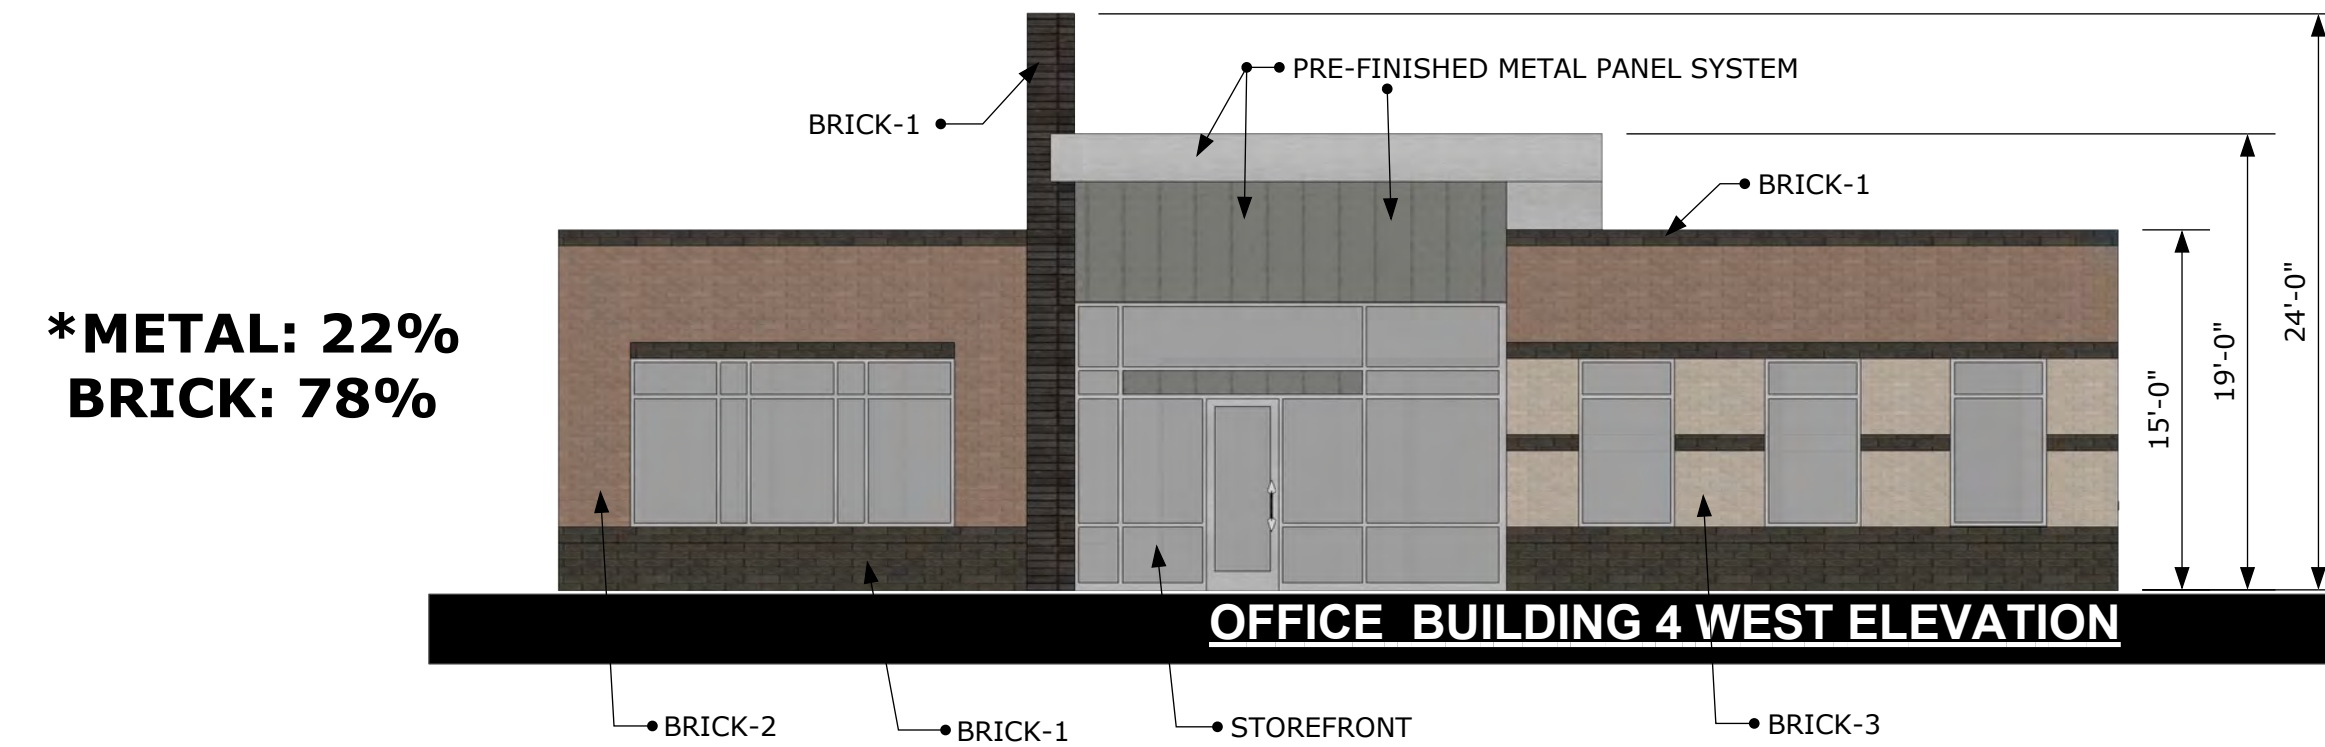 PRE-FINISHED METAL PANEL SYSTEM
BRICK-1
BRICK-1
*METAL: 22%
BRICK: 78%
15'-0"
19'-0"
24'-0"
OFFICE BUILDING 4 WEST ELEVATION
BRICK-2
BRICK-1
STOREFRONT
BRICK-3